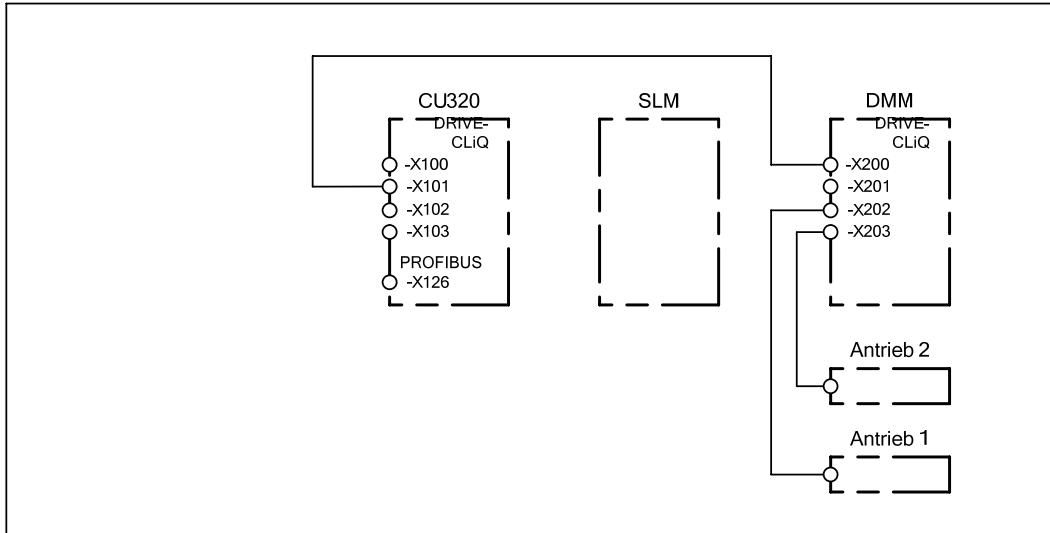 CU320
DRIVE-
CLiQ
-X100
-X101
-X102
-X103
PROFIBUS
-X126
SLM
DMM
DRIVE-
CLiQ
-X200
-X201
-X202
-X203
Antrieb 2
Antrieb 1